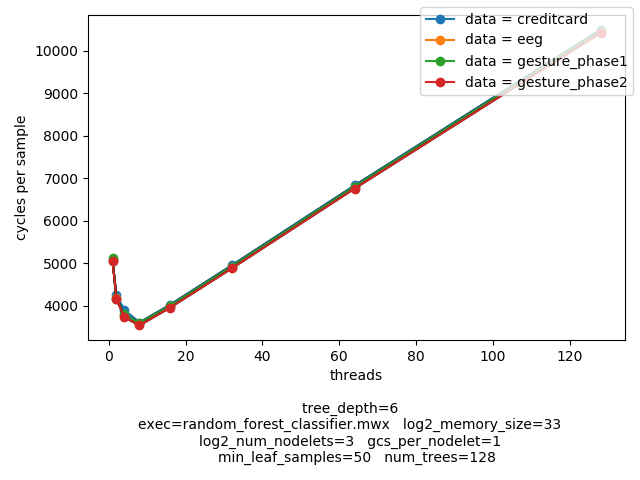 data = creditcard
data = eeg
data = gesture_phase1
data = gesture_phase2
cycles per sample
10000
9000
8000
7000
6000
5000
4000
0 20 40 60 80 100 120
threads
tree_depth=6
exec=random_forest_classifier.mwx log2_memory_size=33
log2_num_nodelets=3 gcs_per_nodelet=1
min_leaf_samples=50 num_trees=128